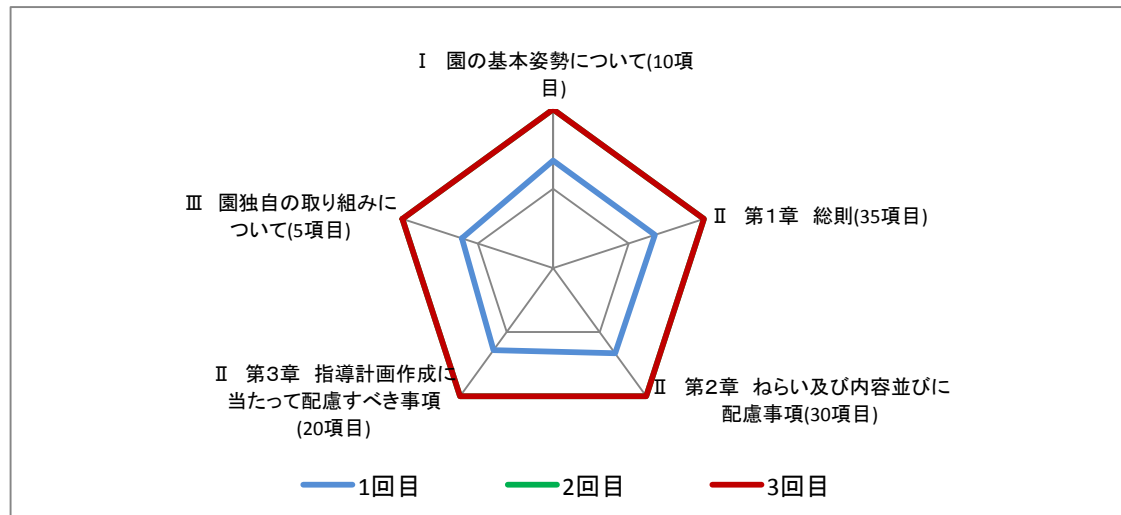 Ⅰ　園の基本姿勢について(10項
目)
Ⅲ　園独自の取り組みに
ついて(5項目)
Ⅱ　第１章　総則(35項目)
Ⅱ　第３章　指導計画作成に
当たって配慮すべき事項
(20項目)
Ⅱ　第２章　ねらい及び内容並びに
配慮事項(30項目)
1回目
2回目
3回目